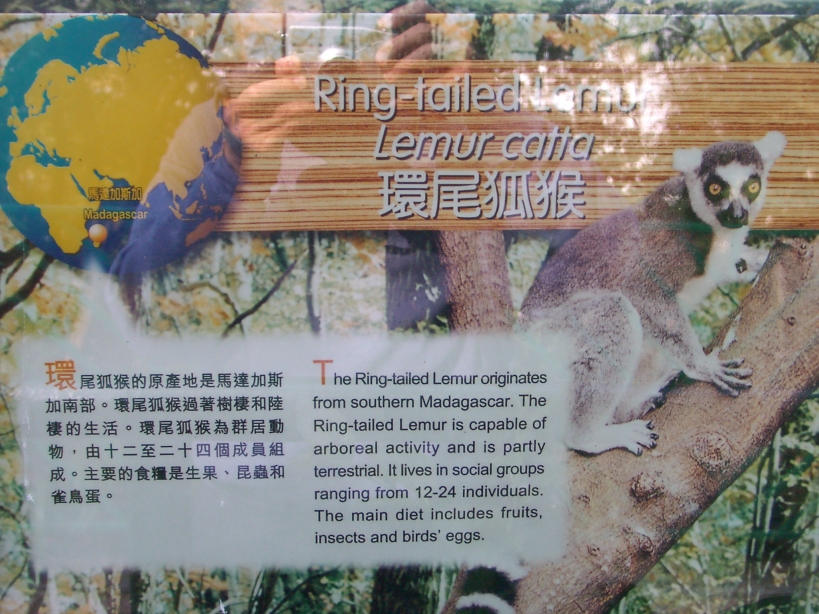 Ring-tailed Lemur
Lemur catta
環尾狐猴
馬達加斯加
Madagascar
環尾狐猴的原產地是馬達加斯
加南部。環尾狐猴過著樹棲和陸
棲的生活。環尾狐猴為群居動
物，由十二至二十四個成員組
成。主要的食糧是生果、昆蟲和
雀鳥蛋。
The Ring-tailed Lemur originates
from southern Madagascar. The
Ring-tailed Lemur is capable of
arboreal activity and is partly
terrestrial. It lives in social groups
ranging from 12-24 individuals.
The main diet includes fruits,
insects and birds' eggs.